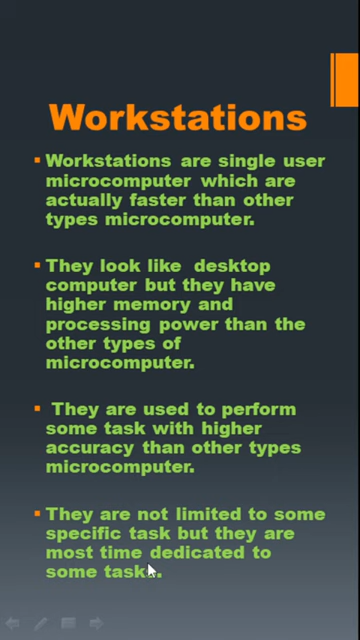 Workstations
Workstations are single user
microcomputer which are
actually faster than other
types microcomputer.
They look like desktop
computer but they have
higher memory and
processing power than the
other types of
microcomputer.
They are used to perform
some task with higher
accuracy than other types
microcomputer.
They are not limited to some
specific task but they are
most time dedicated to
some tasks.